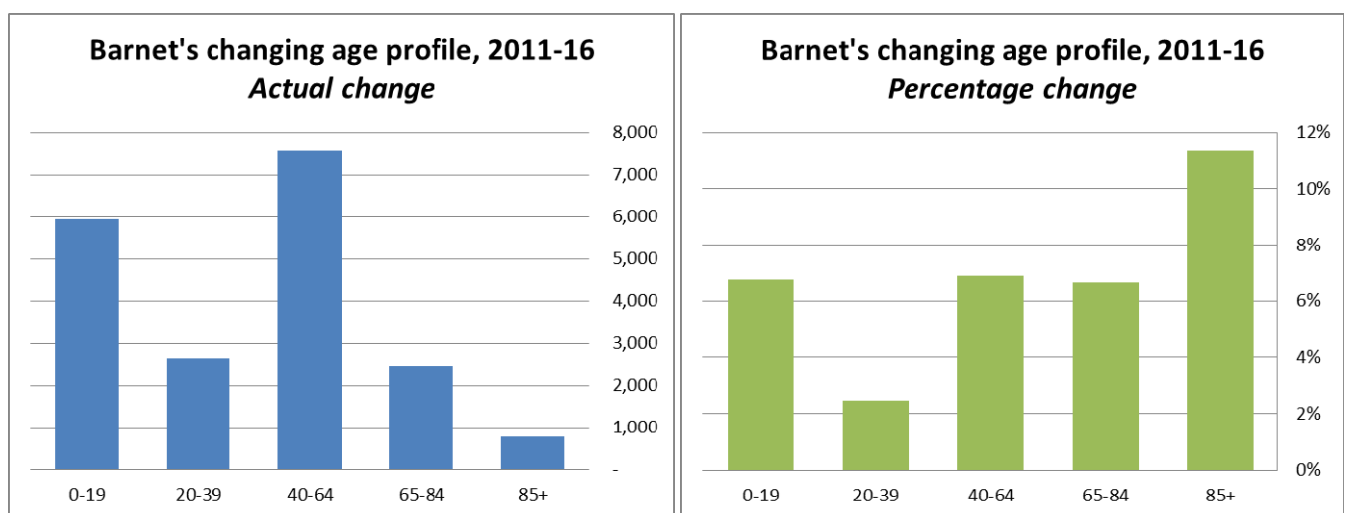 Barnet's changing age profile, 2011-16
Actual change
8,000
7,000
6,000
5,000
4,000
3,000
2,000
1,000
-
0-19 20-39 40-64 65-84 85+
Barnet's changing age profile, 2011-16
Percentage change
12%
10%
8%
6%
4%
2%
0%
0-19 20-39 40-64 65-84 85+